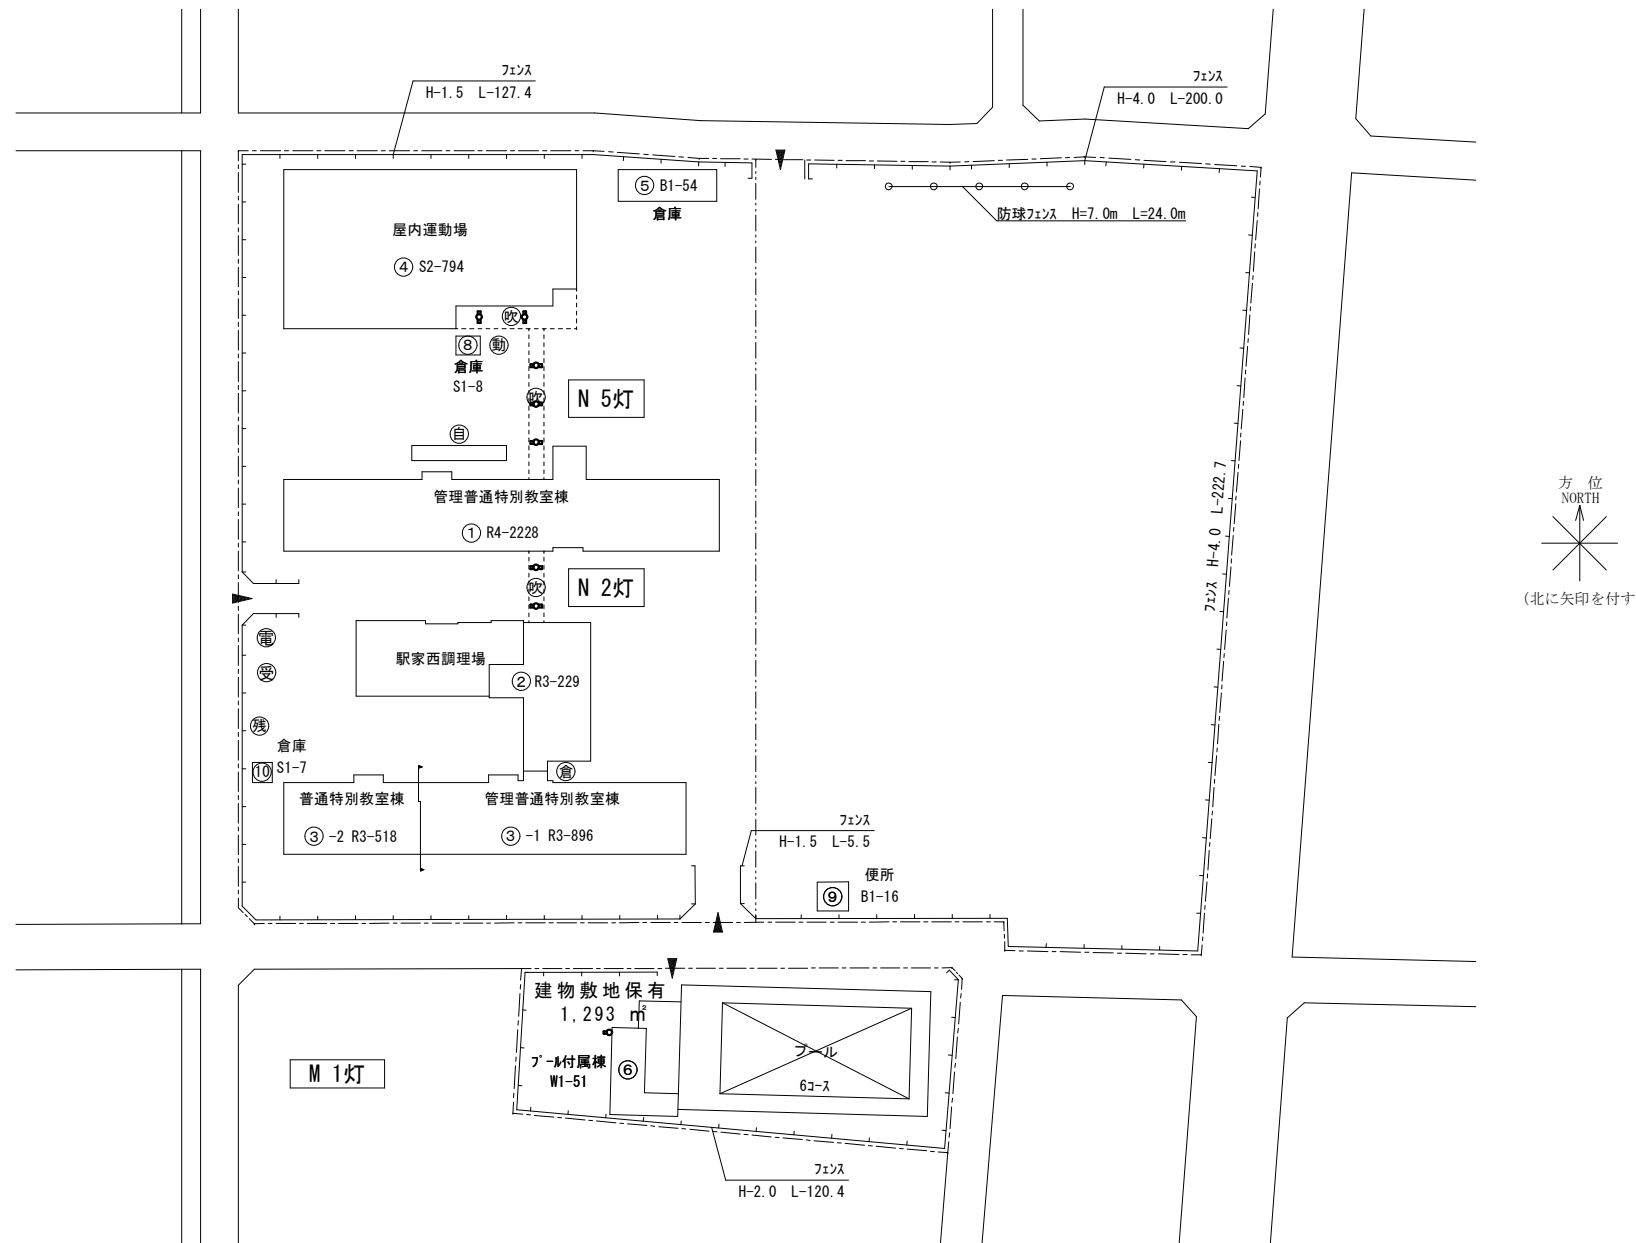 ﾌｪﾝｽ
H-1.5 L-127.4
ﾌｪﾝｽ
H-4.0 L-200.0
⑤ B1-54
倉庫
防球ﾌｪﾝｽ H=7.0m L=24.0m
屋内運動場
④ S2-794
吹
⑧ 動
倉庫
S1-8
吹
N 5灯
自
管理普通特別教室棟
① R4-2228
ﾌｪﾝｽ H-4.0 L-222.7
方 位
NORTH
(北に矢印を付す
吹
N 2灯
電
受
駅家西調理場
② R3-229
残
倉庫
⑩ S1-7
倉
普通特別教室棟
③ -2 R3-518
管理普通特別教室棟
③ -1 R3-896
ﾌｪﾝｽ
H-1.5 L-5.5
便所
⑨ B1-16
建物敷地保有
1,293 ㎡
ﾌﾟｰﾙ付属棟
W1-51
⑥
プール
6ｺｰｽ
M 1灯
ﾌｪﾝｽ
H-2.0 L-120.4